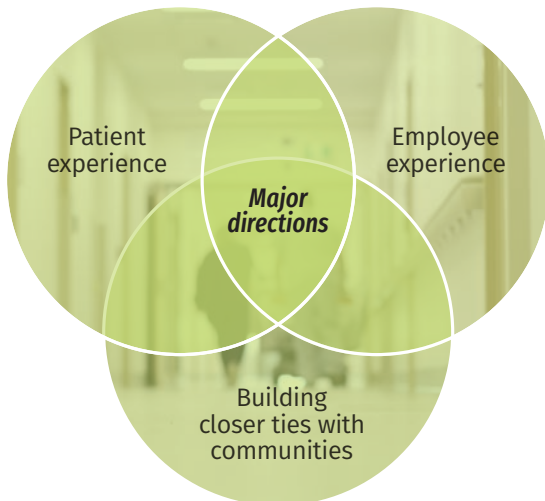 Patient
experience
Employee
experience
Major
directions
Building
closer ties with
communities